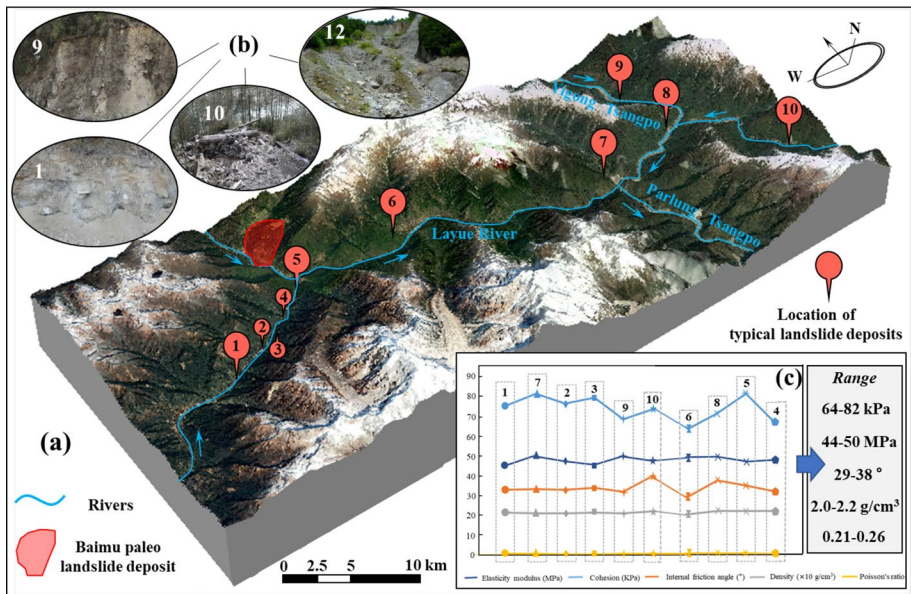 9
(b)
12
10
1
N
W
9
8
10
Yigong Tsangpo
7
6
Parlung Tsangpo
Layue River
5
4
2
3
1
Location of
typical landslide deposits
(a)
Rivers
Baimu paleo
landslide deposit
0 2.5 5 10 km
(c)
90
80
70
60
50
40
30
20
10
0
1 7 2 3 9 10 6 8 5 4
Elasticity modulus (MPa) Cohesion (KPa) Internal friction angle (°) Density (×10 g/cm³) Poisson's ratio
Range
64-82 kPa
44-50 MPa
29-38 °
2.0-2.2 g/cm³
0.21-0.26